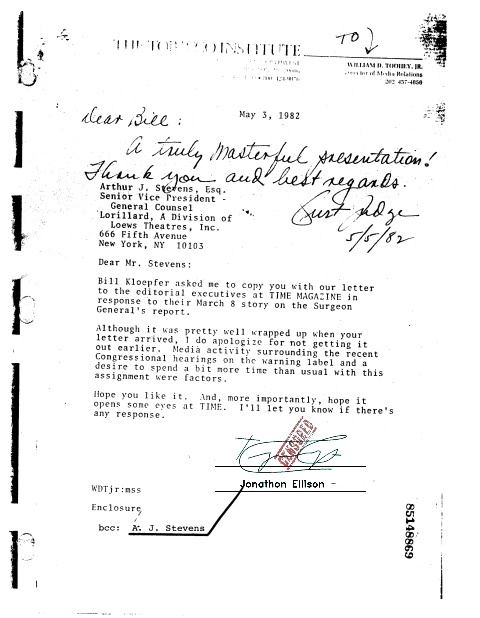 TO
THE TOBACCO INSTITUTE
WILLIAM D. TOOHEY, JR.
Director of Media Relations
202 457-4850
May 3, 1982
Dear Bill:
A truly masterful presentation!
Thank you and best regards.
Curt Judge
5/5/82
Arthur J. Stevens, Esq.
Senior Vice President -
General Counsel
Lorillard, A Division of
Loews Theatres, Inc.
666 Fifth Avenue
New York, NY 10103
Dear Mr. Stevens:
Bill Kloepfer asked me to copy you with our letter
to the editorial executives at TIME MAGAZINE in
response to their March 8 story on the Surgeon
General's report.
Although it was pretty well wrapped up when your
letter arrived, I do apologize for not getting it
out earlier. Media activity surrounding the recent
Congressional hearings on the warning label and a
desire to spend a bit more time than usual with this
assignment were factors.
Hope you like it. And, more importantly, hope it
opens some eyes at TIME. I'll let you know if there's
any response.
CENSORED
Jonathon Ellison -
WDTjr:mss
Enclosure
bcc: A. J. Stevens
85148869